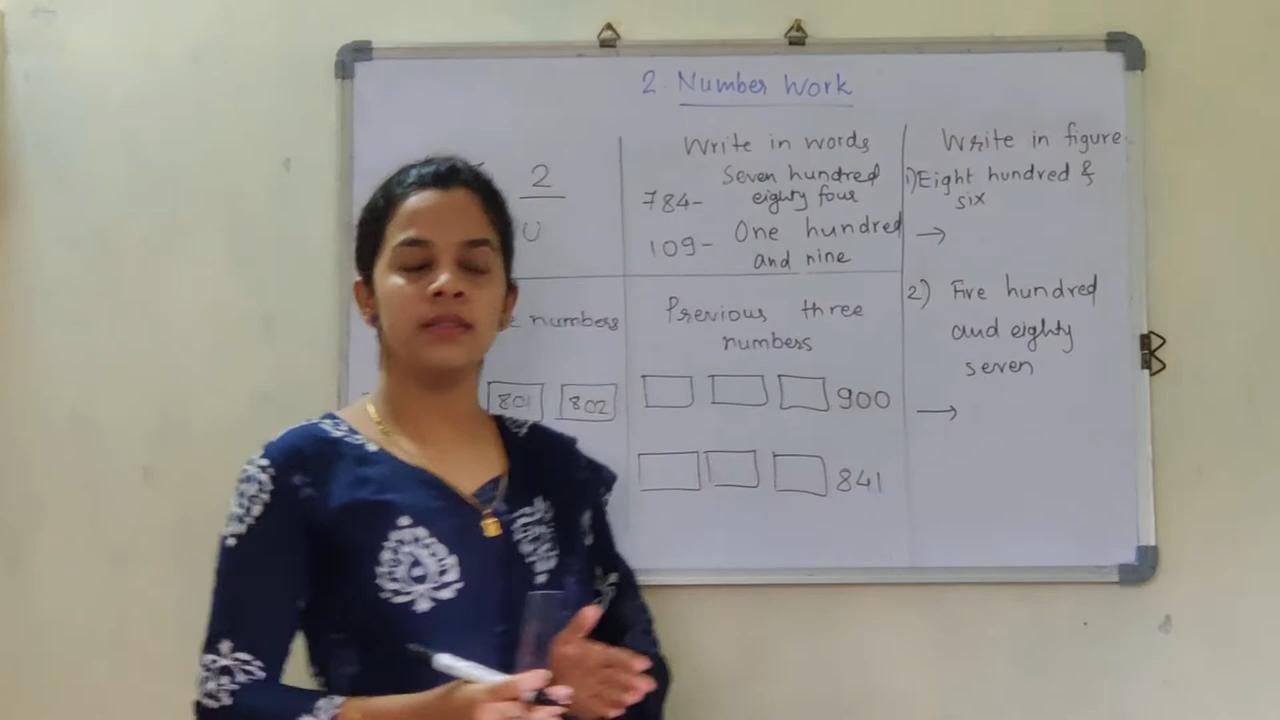 2. Number Work
2
U
Write in words
Seven hundred
784- eighty four
109- One hundred
and nine
Write in figure.
1) Eight hundred &
six
→
2) Five hundred
and eighty
seven
→
numbers
801 802
Previous three
numbers
900
841